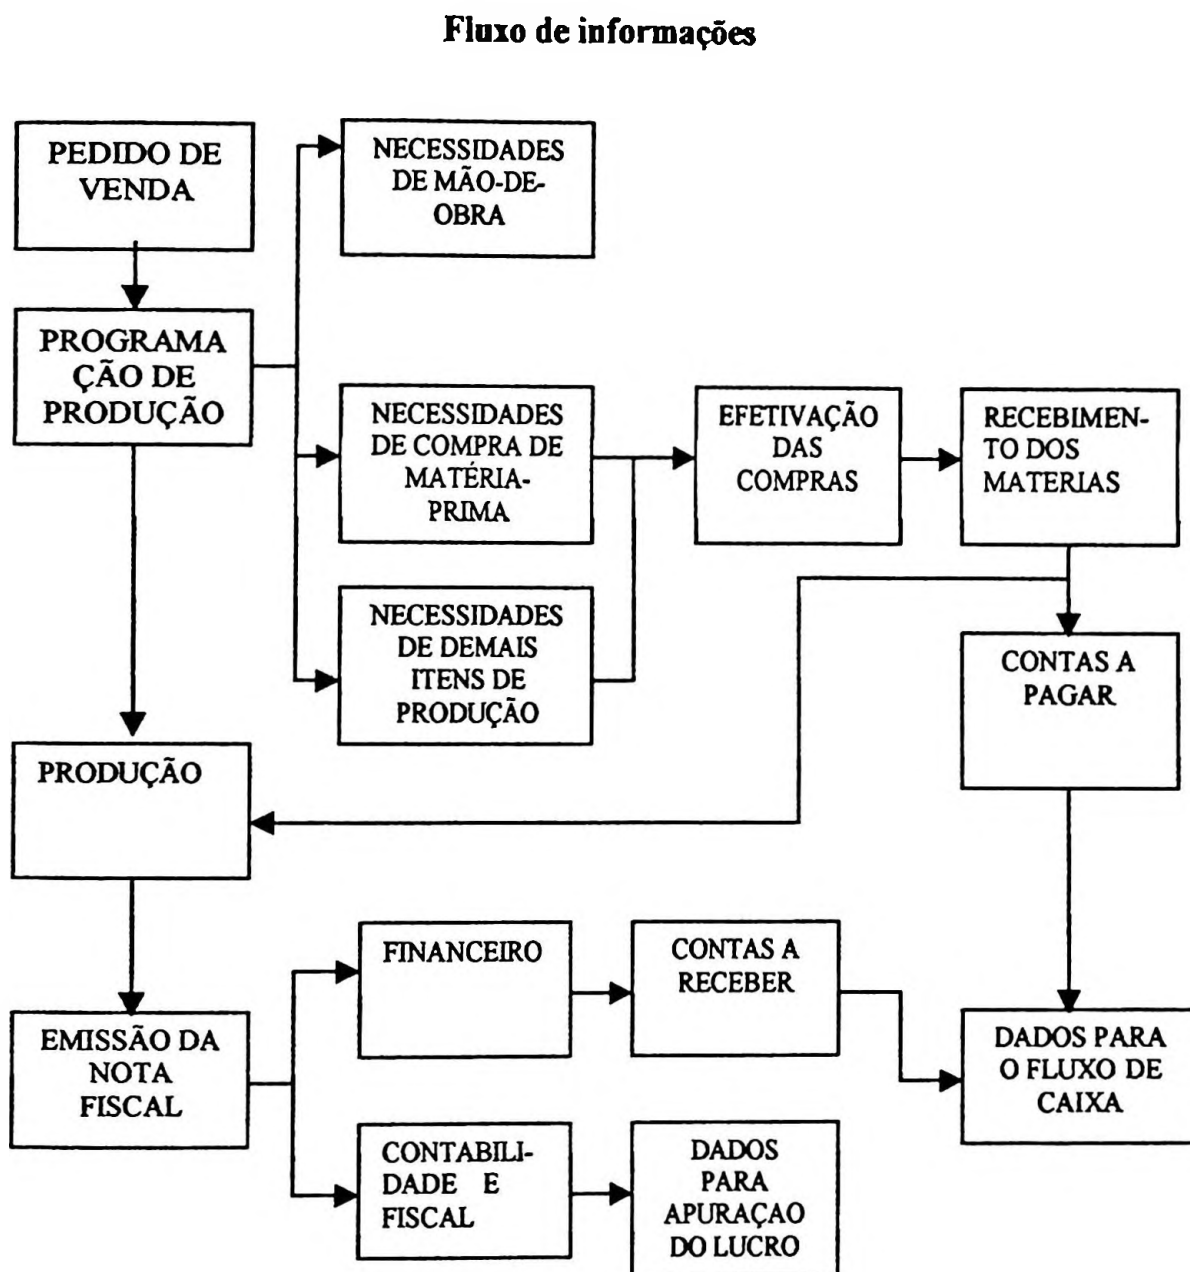 Fluxo de informações
PEDIDO DE
VENDA
NECESSIDADES
DE MÃO-DE-
OBRA
PROGRAMA
ÇÃO DE
PRODUÇÃO
NECESSIDADES
DE COMPRA DE
MATÉRIA-
PRIMA
EFETIVAÇÃO
DAS
COMPRAS
RECEBIMEN-
TO DOS
MATERIAS
NECESSIDADES
DE DEMAIS
ITENS DE
PRODUÇÃO
CONTAS A
PAGAR
PRODUÇÃO
FINANCEIRO
CONTAS A
RECEBER
EMISSÃO DA
NOTA
FISCAL
DADOS PARA
O FLUXO DE
CAIXA
CONTABILI-
DADE E
FISCAL
DADOS
PARA
APURAÇAO
DO LUCRO